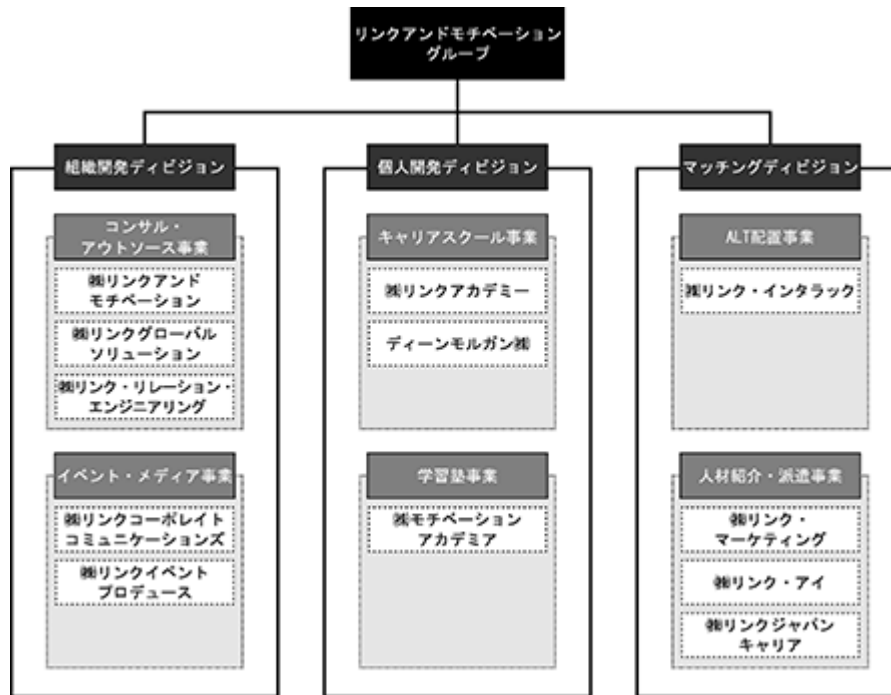 リンクアンドモチベーション
グループ
組織開発ディビジョン
コンサル・
アウトソース事業
㈱リンクアンド
モチベーション
㈱リンクグローバル
ソリューション
㈱リンク・リレーション・
エンジニアリング
イベント・メディア事業
㈱リンクコーポレイト
コミュニケーションズ
㈱リンクイベント
プロデュース
個人開発ディビジョン
キャリアスクール事業
㈱リンクアカデミー
ディーンモルガン㈱
学習塾事業
㈱モチベーション
アカデミア
マッチングディビジョン
ALT配置事業
㈱リンク・インタラック
人材紹介・派遣事業
㈱リンク・
マーケティング
㈱リンク・アイ
㈱リンクジャパン
キャリア